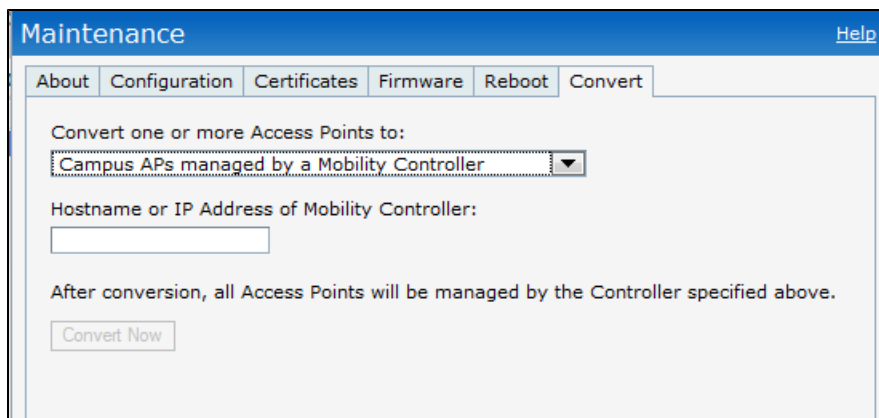 Maintenance Help
About Configuration Certificates Firmware Reboot Convert
Convert one or more Access Points to:
Campus APs managed by a Mobility Controller
Hostname or IP Address of Mobility Controller:
After conversion, all Access Points will be managed by the Controller specified above.
Convert Now